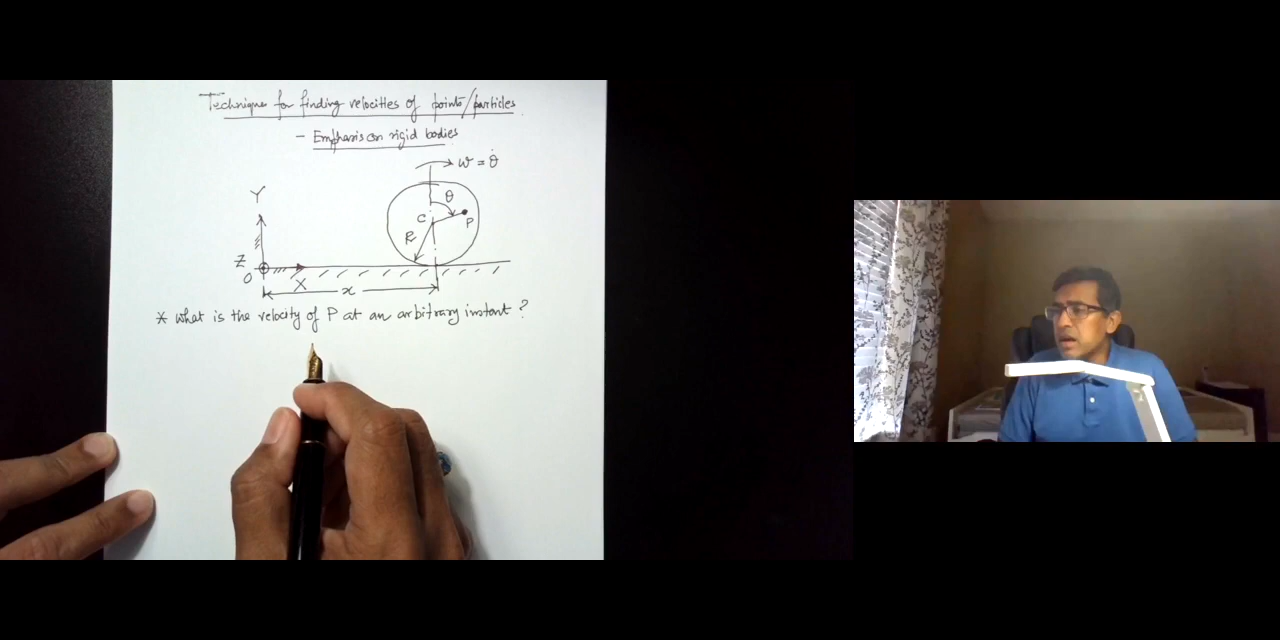 Technique for finding velocities of points/particles
- Emphasis on rigid bodies
ω = θ̇
Y
θ
C
P
R
Z
O
X
x
* what is the velocity of P at an arbitrary instant ?